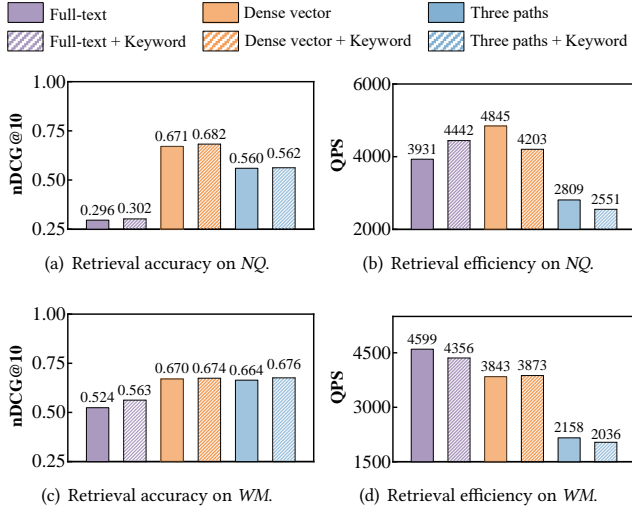 Full-text Dense vector Three paths
Full-text + Keyword Dense vector + Keyword Three paths + Keyword
nDCG@10
1.00
0.75
0.50
0.25
0.296 0.302 0.671 0.682 0.560 0.562
(a) Retrieval accuracy on NQ.
QPS
6000
4000
2000
3931 4442 4845 4203 2809 2551
(b) Retrieval efficiency on NQ.
nDCG@10
1.00
0.75
0.50
0.25
0.524 0.563 0.670 0.674 0.664 0.676
(c) Retrieval accuracy on WM.
QPS
4500
3000
1500
4599 4356 3843 3873 2158 2036
(d) Retrieval efficiency on WM.